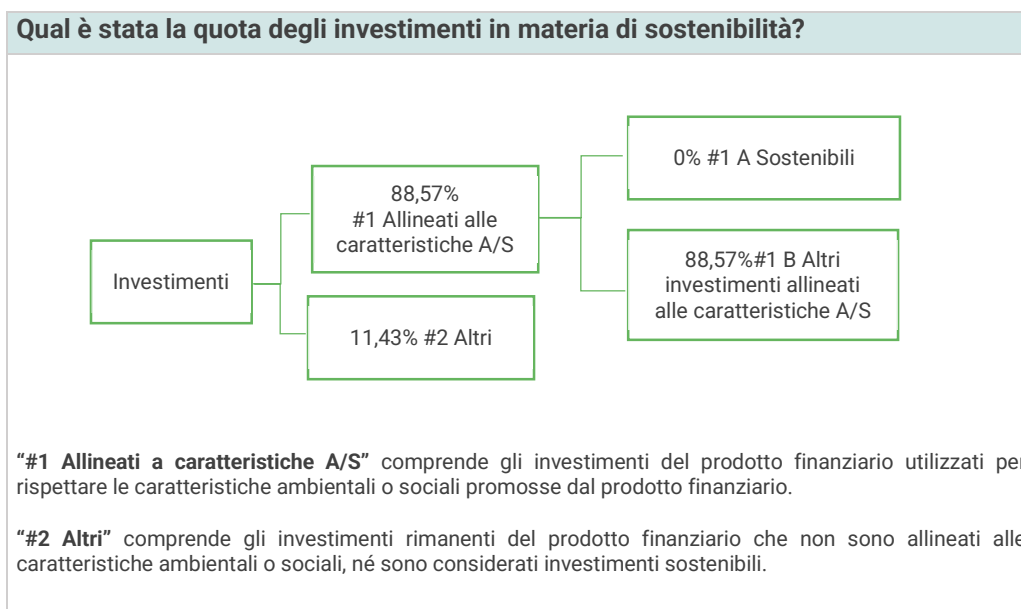 Qual è stata la quota degli investimenti in materia di sostenibilità?
Investimenti
88,57%
#1 Allineati alle
caratteristiche A/S
11,43% #2 Altri
0% #1 A Sostenibili
88,57%#1 B Altri
investimenti allineati
alle caratteristiche A/S
“#1 Allineati a caratteristiche A/S” comprende gli investimenti del prodotto finanziario utilizzati per
rispettare le caratteristiche ambientali o sociali promosse dal prodotto finanziario.
“#2 Altri” comprende gli investimenti rimanenti del prodotto finanziario che non sono allineati alle
caratteristiche ambientali o sociali, né sono considerati investimenti sostenibili.